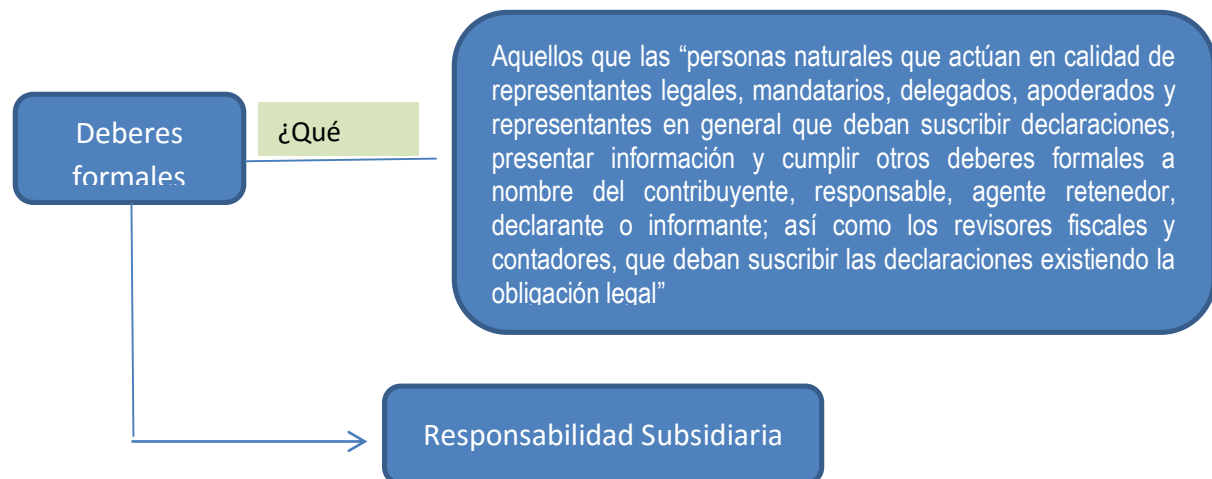 Deberes
formales
¿Qué
Aquellos que las “personas naturales que actúan en calidad de
representantes legales, mandatarios, delegados, apoderados y
representantes en general que deban suscribir declaraciones,
presentar información y cumplir otros deberes formales a
nombre del contribuyente, responsable, agente retenedor,
declarante o informante; así como los revisores fiscales y
contadores, que deban suscribir las declaraciones existiendo la
obligación legal”
Responsabilidad Subsidiaria